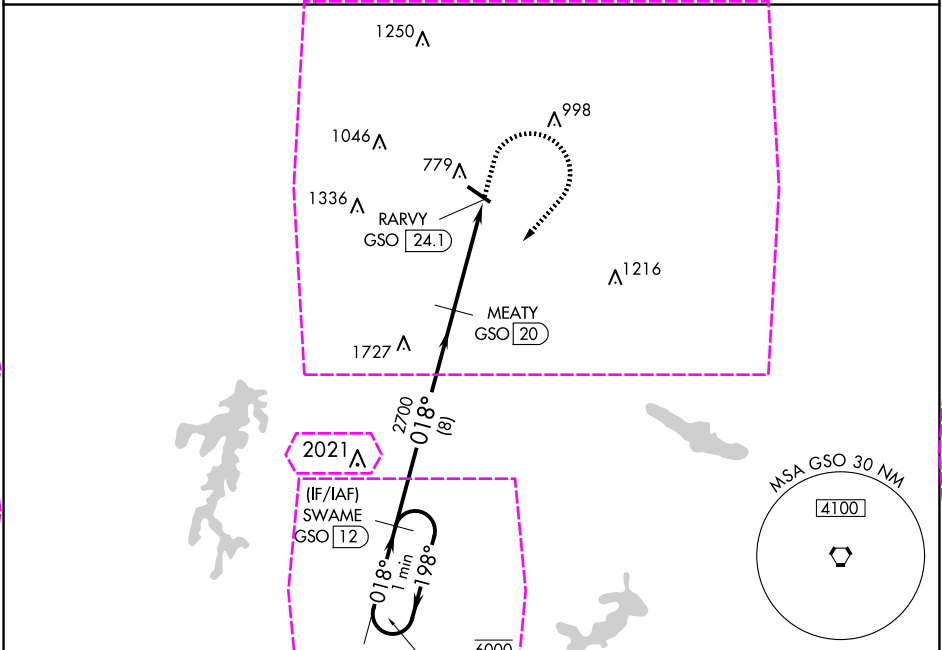 1250
998
1046
779
1336
RARVY
GSO 24.1
1216
MEATY
GSO 20
1727
2700
018°
(8)
2021
(IF/IAF)
SWAME
GSO 12
MSA GSO 30 NM
4100
018°
1 min
198°
6000